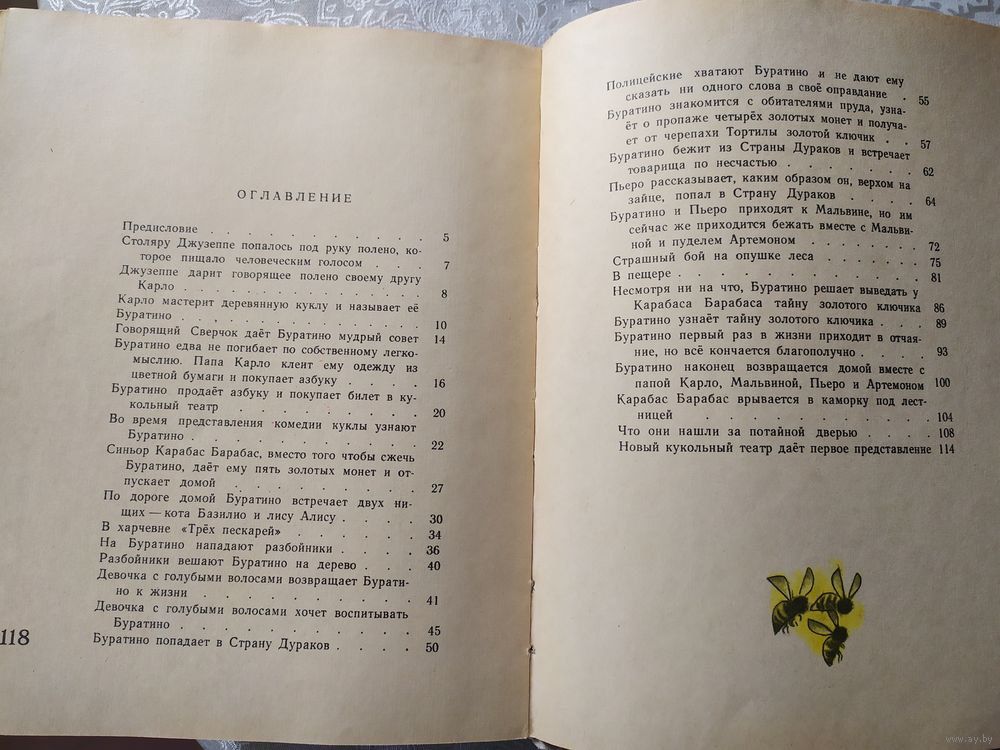 ОГЛАВЛЕНИЕ
Предисловие . . . . . . . . . . 5
Столяру Джузеппе попалось под руку полено, ко-
торое пищало человеческим голосом . . . . 7
Джузеппе дарит говорящее полено своему другу
Карло . . . . . . . . . . . . . 8
Карло мастерит деревянную куклу и называет её
Буратино . . . . . . . . . . . . 10
Говорящий Сверчок даёт Буратино мудрый совет 14
Буратино едва не погибает по собственному легко-
мыслию. Папа Карло клеит ему одежду из
цветной бумаги и покупает азбуку . . . . 16
Буратино продаёт азбуку и покупает билет в ку-
кольный театр . . . . . . . . . 20
Во время представления комедии куклы узнают
Буратино . . . . . . . . . . . 22
Синьор Карабас Барабас, вместо того чтобы сжечь
Буратино, даёт ему пять золотых монет и от-
пускает домой . . . . . . . . . 27
По дороге домой Буратино встречает двух ни-
щих — кота Базилио и лису Алису . . . . 30
В харчевне «Трёх пескарей» . . . . . . 34
На Буратино нападают разбойники . . . . 36
Разбойники вешают Буратино на дерево . . . 40
Девочка с голубыми волосами возвращает Бурати-
но к жизни . . . . . . . . . . 41
Девочка с голубыми волосами хочет воспитывать
Буратино . . . . . . . . . . . 45
Буратино попадает в Страну Дураков . . . . 50
118
Полицейские хватают Буратино и не дают ему
сказать ни одного слова в своё оправдание . 55
Буратино знакомится с обитателями пруда, узна-
ёт о пропаже четырёх золотых монет и получа-
ет от черепахи Тортилы золотой ключик . . 57
Буратино бежит из Страны Дураков и встречает
товарища по несчастью . . . . . . . 62
Пьеро рассказывает, каким образом он, верхом на
зайце, попал в Страну Дураков . . . . 64
Буратино и Пьеро приходят к Мальвине, но им
сейчас же приходится бежать вместе с Мальви-
ной и пуделем Артемоном . . . . . . 72
Страшный бой на опушке леса . . . . . . 75
В пещере . . . . . . . . . . . . 81
Несмотря ни на что, Буратино решает выведать у
Карабаса Барабаса тайну золотого ключика 86
Буратино узнаёт тайну золотого ключика . . . 89
Буратино первый раз в жизни приходит в отчая-
ние, но всё кончается благополучно . . . . 93
Буратино наконец возвращается домой вместе с
папой Карло, Мальвиной, Пьеро и Артемоном 100
Карабас Барабас врывается в каморку под лест-
ницей . . . . . . . . . . . 104
Что они нашли за потайной дверью . . . . 108
Новый кукольный театр даёт первое представление 114
www.ay.by